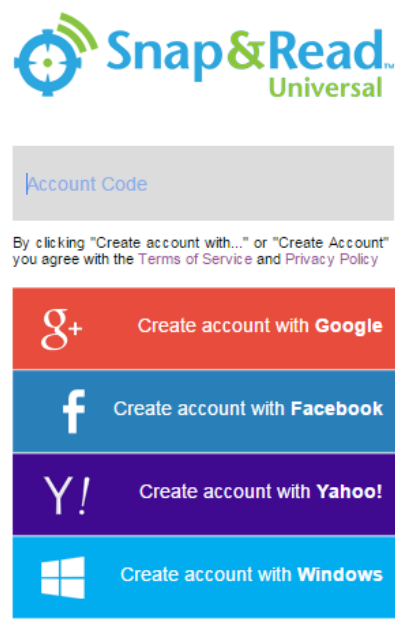 Snap&Read™
Universal
Account Code
By clicking "Create account with..." or "Create Account"
you agree with the Terms of Service and Privacy Policy
g+ Create account with Google
f Create account with Facebook
Y! Create account with Yahoo!
Create account with Windows